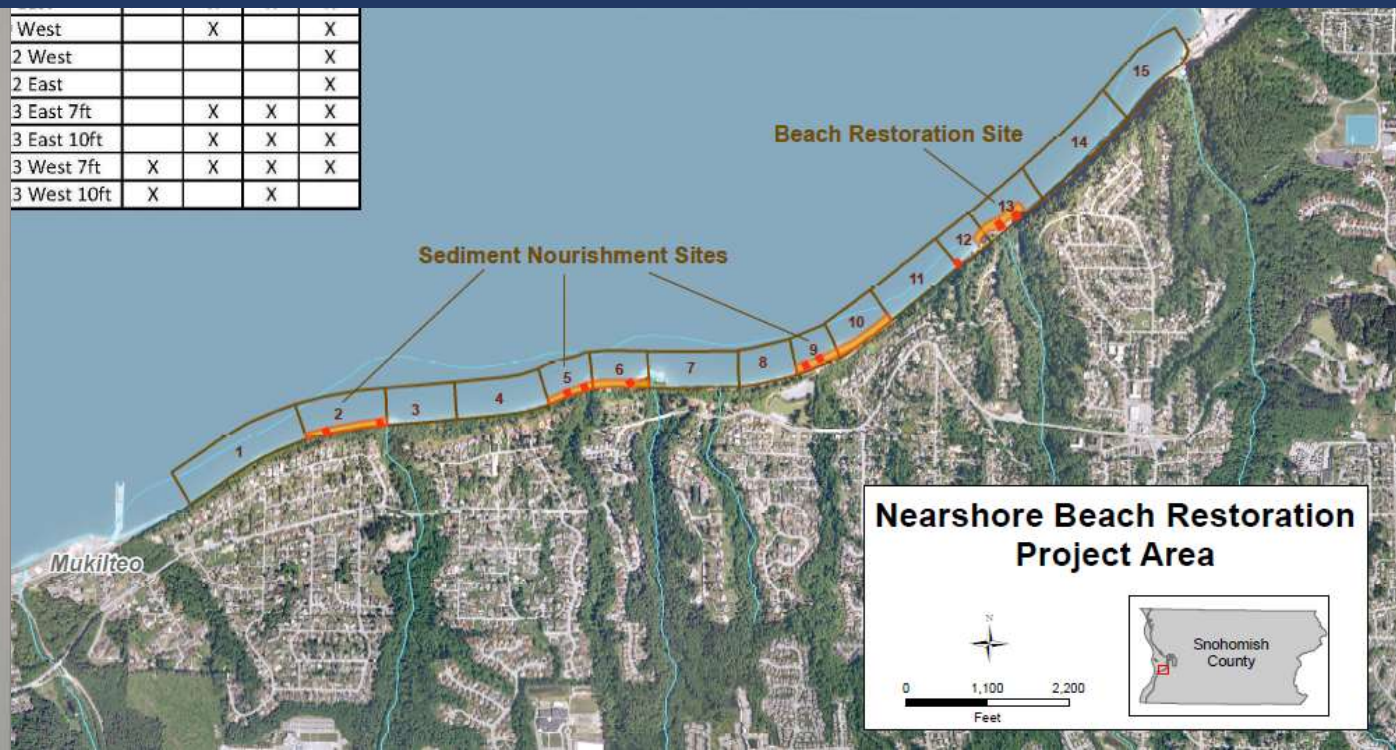 West X X
2 West X
2 East X
3 East 7ft X X X
3 East 10ft X X X
3 West 7ft X X X X
3 West 10ft X X
Beach Restoration Site
Sediment Nourishment Sites
15
14
13
12
11
10
9
8
7
6
5
4
3
2
1
Mukilteo
Nearshore Beach Restoration
Project Area
N
Snohomish
County
0 1,100 2,200
Feet